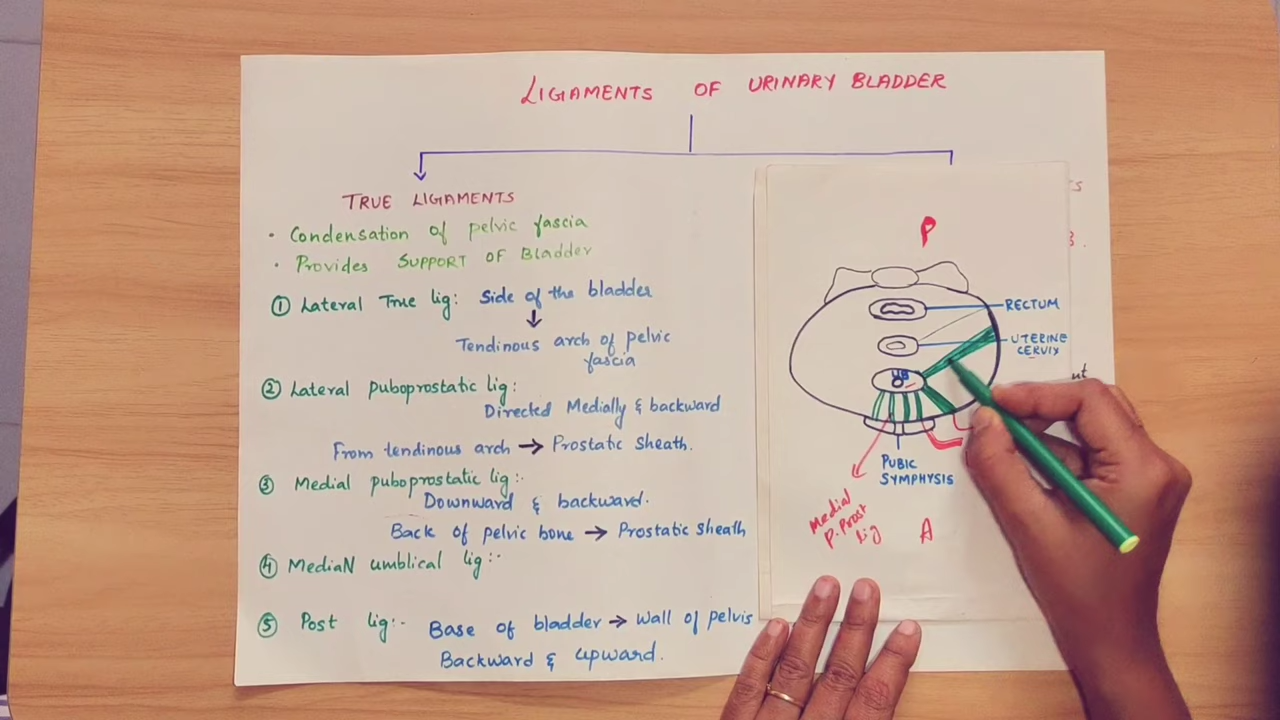 LIGAMENTS OF URINARY BLADDER
TRUE LIGAMENTS
• Condensation of pelvic fascia
• Provides SUPPORT OF Bladder
① Lateral True lig: Side of the bladder
Tendinous arch of pelvic
fascia
② Lateral puboprostatic lig:
Directed Medially & backward
From tendinous arch → Prostatic Sheath.
③ Medial puboprostatic lig:-
Downward & backward.
Back of pelvic bone → Prostatic Sheath
④ MediaN umblical lig:-
⑤ Post lig:- Base of bladder → Wall of pelvis
Backward & upward.
P
RECTUM
UTERINE
CERVIX
UB
PUBIC
SYMPHYSIS
Medial
P.Prost
lig
A